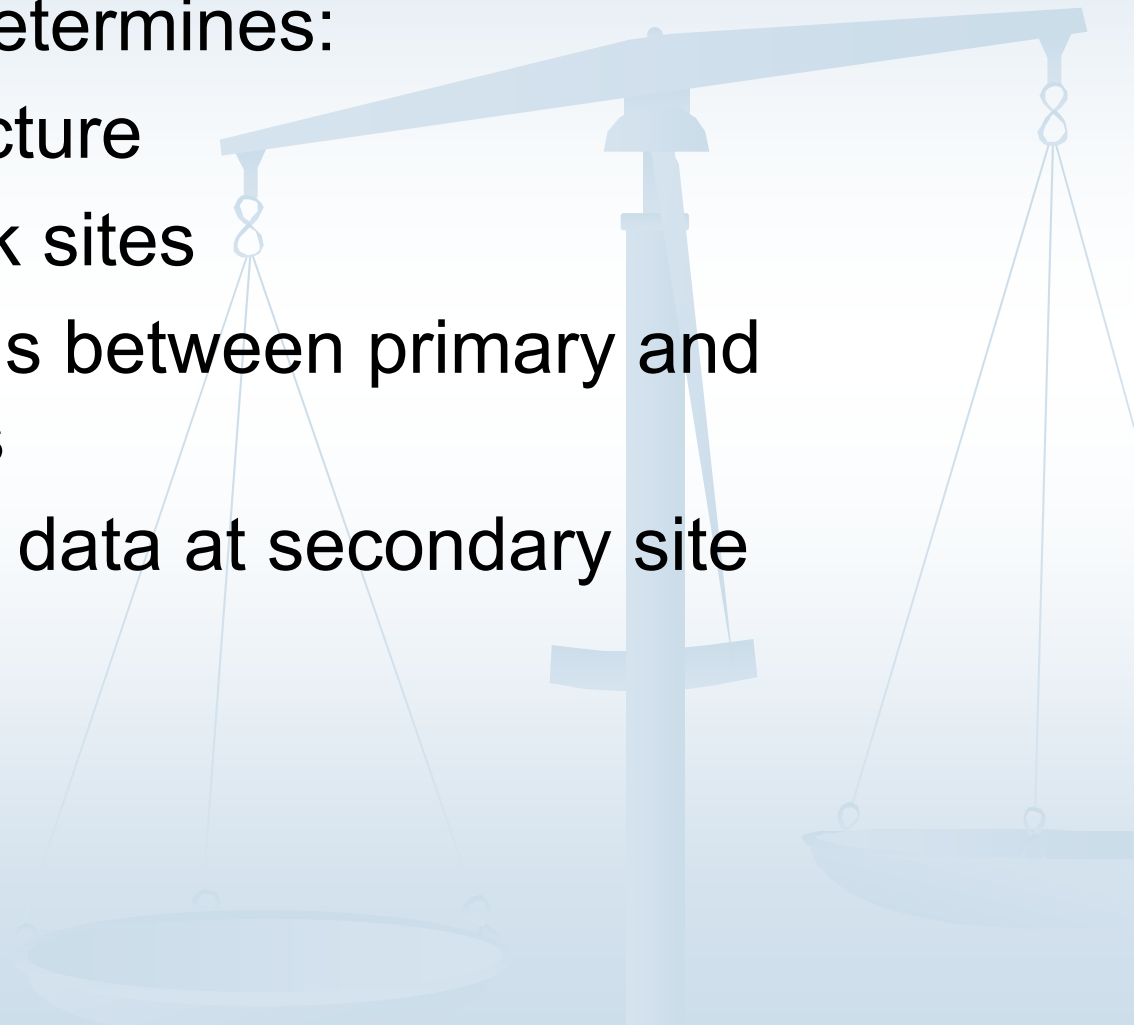 etermines:
cture
k sites
s between primary and
s
data at secondary site